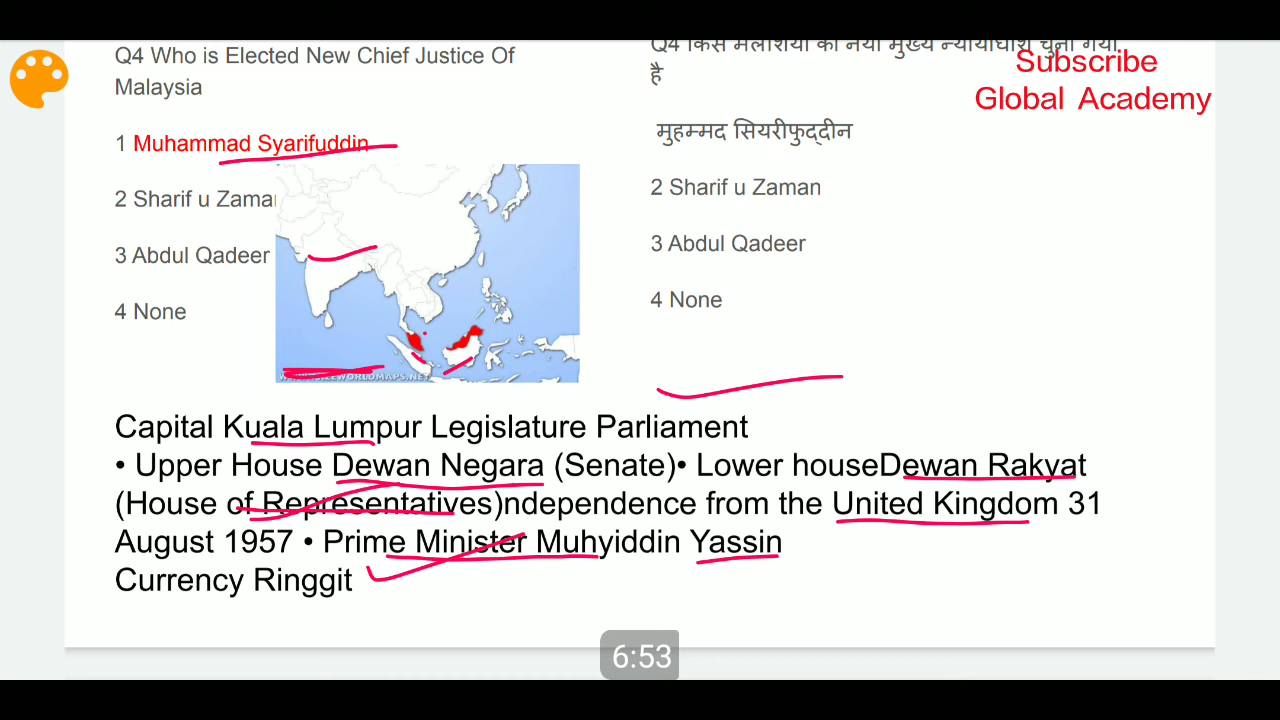 Q4 Who is Elected New Chief Justice Of
Malaysia
1 Muhammad Syarifuddin
2 Sharif u Zama
3 Abdul Qadeer
4 None
Q4 किसे मलेशिया का नया मुख्य न्यायाधीश चुना गया
है
मुहम्मद सियरीफुद्दीन
2 Sharif u Zaman
3 Abdul Qadeer
4 None
Subscribe
Global Academy
Capital Kuala Lumpur Legislature Parliament
• Upper House Dewan Negara (Senate)• Lower houseDewan Rakyat
(House of Representatives)ndependence from the United Kingdom 31
August 1957 • Prime Minister Muhyiddin Yassin
Currency Ringgit
6:53